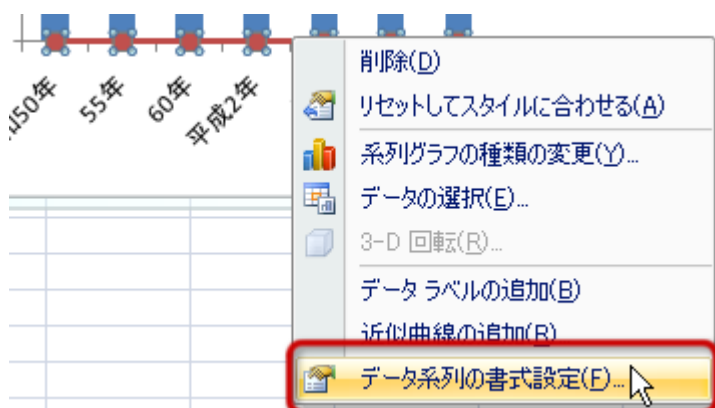 50年
55年
60年
平成2年
削除(D)
リセットしてスタイルに合わせる(A)
系列グラフの種類の変更(Y)...
データの選択(E)...
3-D 回転(R)...
データ ラベルの追加(B)
近似曲線の追加(R)
データ系列の書式設定(F)...